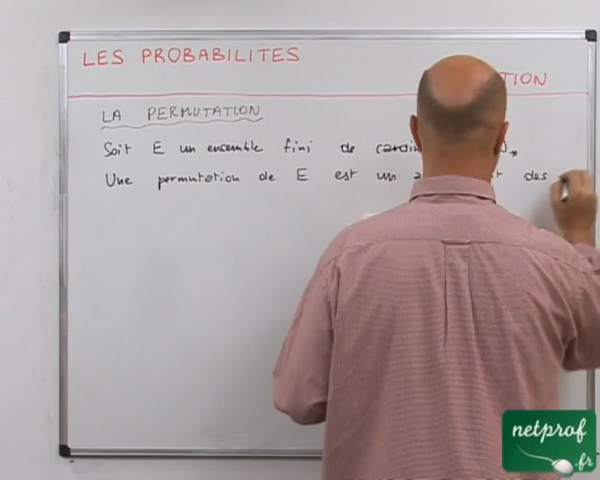 LES PROBABILITES
TION
LA PERMUTATION
Soit E un ensemble fini de
Une permutation de E est un des
netprof
.fr